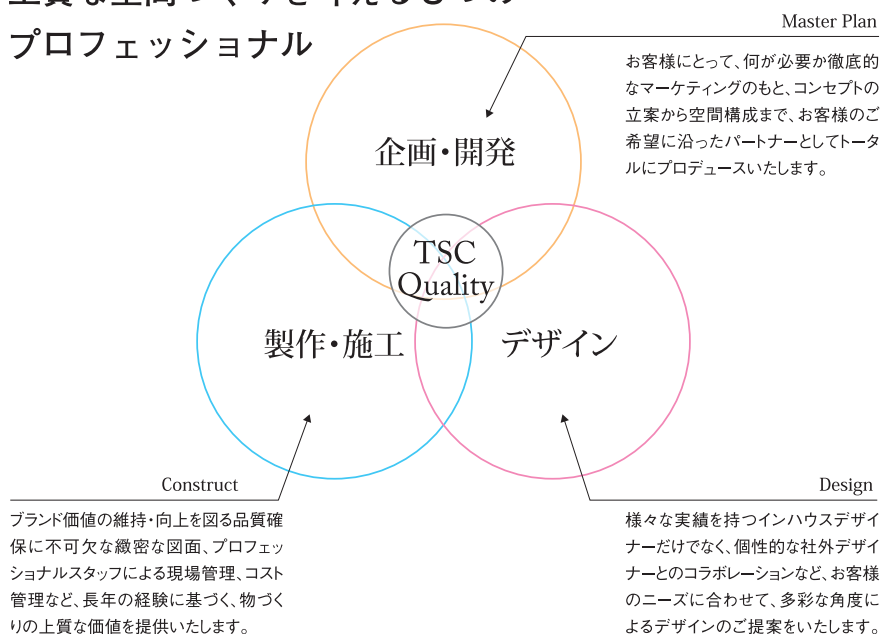 プロフェッショナル
Master Plan
お客様にとって、何が必要か徹底的
なマーケティングのもと、コンセプトの
立案から空間構成まで、お客様のご
希望に沿ったパートナーとしてトータ
ルにプロデュースいたします。
企画・開発
TSC
Quality
製作・施工
デザイン
Construct
ブランド価値の維持・向上を図る品質確
保に不可欠な緻密な図面、プロフェッ
ショナルスタッフによる現場管理、コスト
管理など、長年の経験に基づく、物づく
りの上質な価値を提供いたします。
Design
様々な実績を持つインハウスデザイ
ナーだけでなく、個性的な社外デザイ
ナーとのコラボレーションなど、お客様
のニーズに合わせて、多彩な角度に
よるデザインのご提案をいたします。